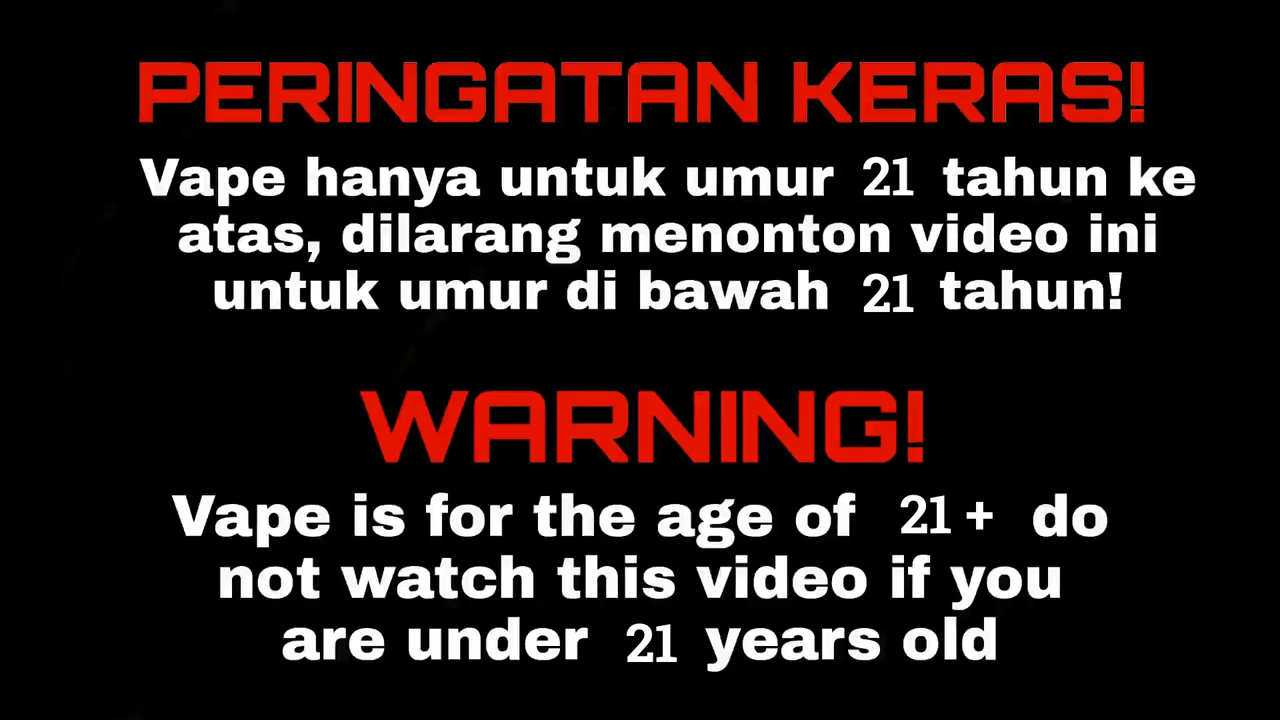 PERINGATAN KERAS!
Vape hanya untuk umur 21 tahun ke
atas, dilarang menonton video ini
untuk umur di bawah 21 tahun!
WARNING!
Vape is for the age of 21+ do
not watch this video if you
are under 21 years old